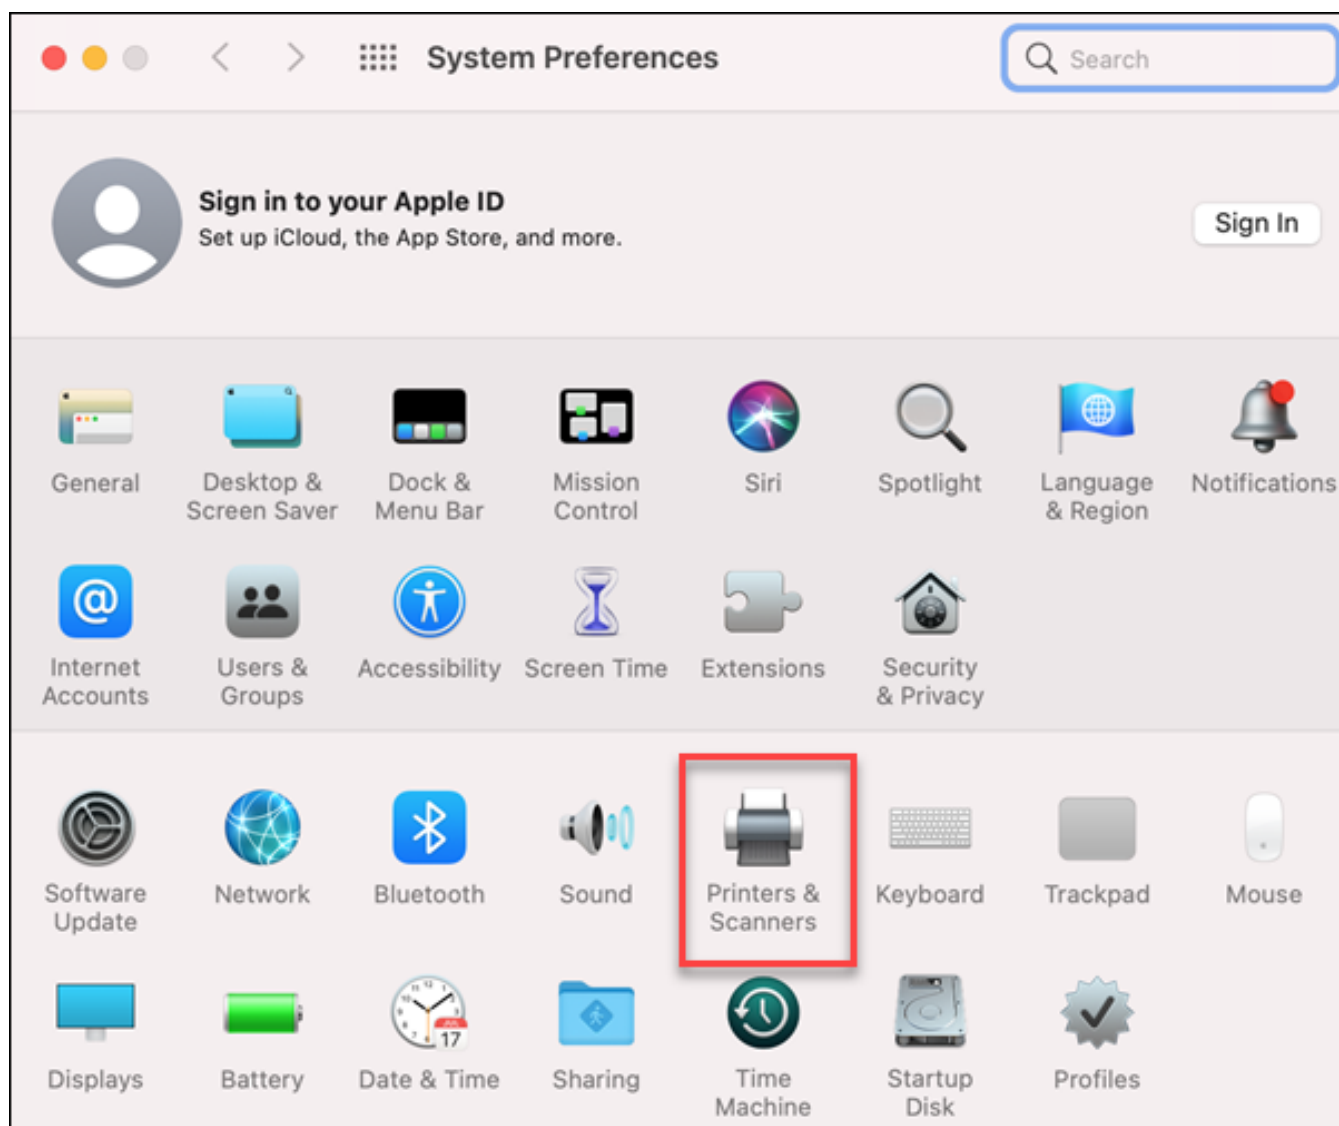 System Preferences
Search
Sign in to your Apple ID
Set up iCloud, the App Store, and more.
Sign In
General
Desktop &
Screen Saver
Dock &
Menu Bar
Mission
Control
Siri
Spotlight
Language
& Region
Notifications
@
Internet
Accounts
Users &
Groups
Accessibility
Screen Time
Extensions
Security
& Privacy
Software
Update
Network
Bluetooth
Sound
Printers &
Scanners
Keyboard
Trackpad
Mouse
Displays
Battery
17
Date & Time
Sharing
Time
Machine
Startup
Disk
Profiles